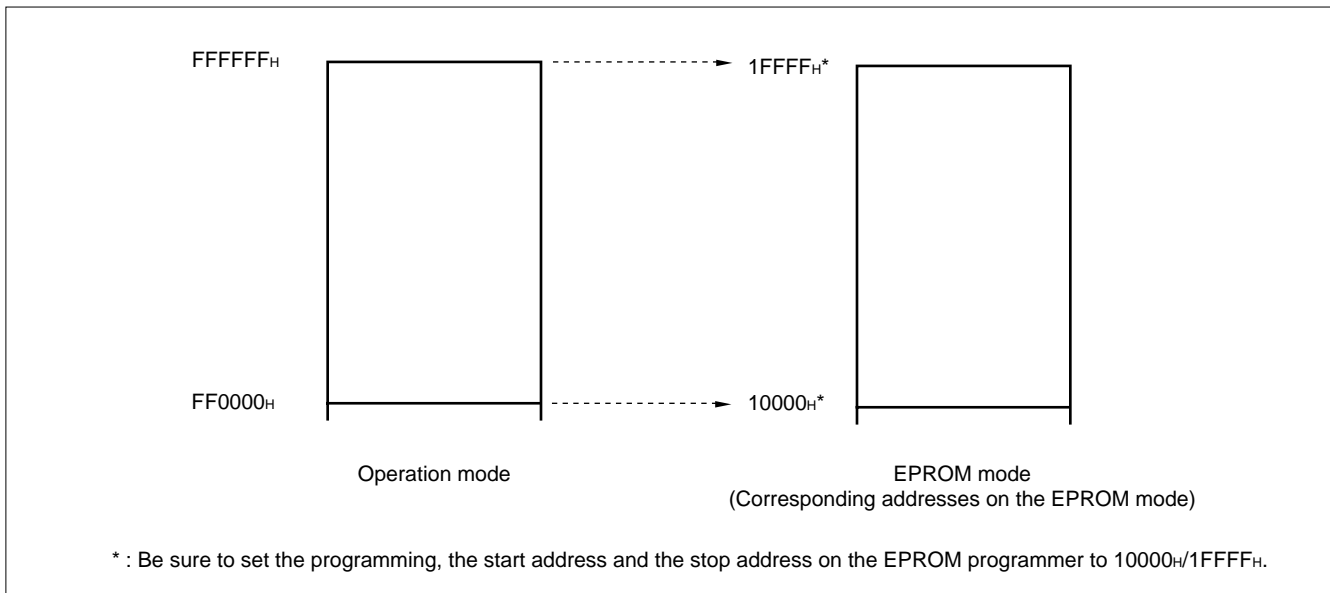 FFFFFFH
1FFFFH*
FF0000H
10000H*
Operation mode
EPROM mode
(Corresponding addresses on the EPROM mode)
* : Be sure to set the programming, the start address and the stop address on the EPROM programmer to 10000H/1FFFFH.